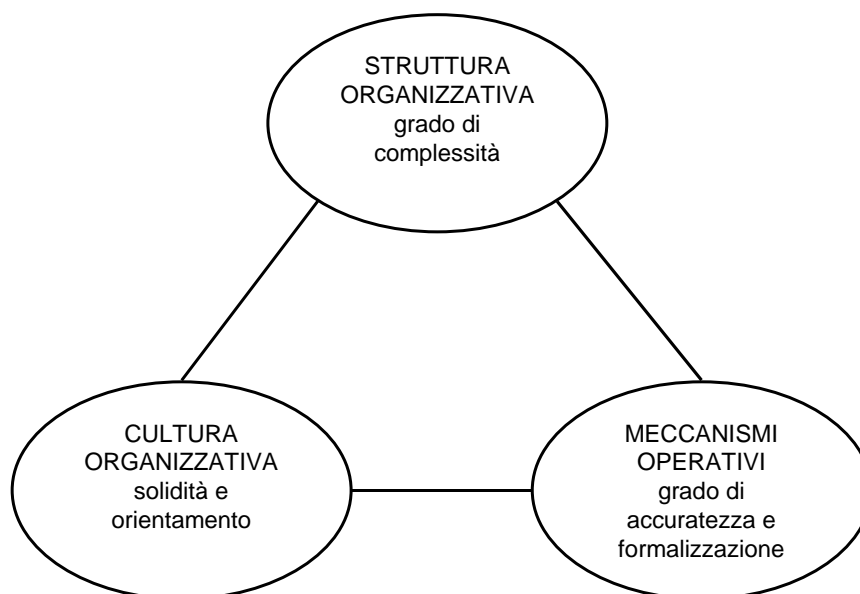 STRUTTURA
ORGANIZZATIVA
grado di
complessità
CULTURA
ORGANIZZATIVA
solidità e
orientamento
MECCANISMI
OPERATIVI
grado di
accuratezza e
formalizzazione